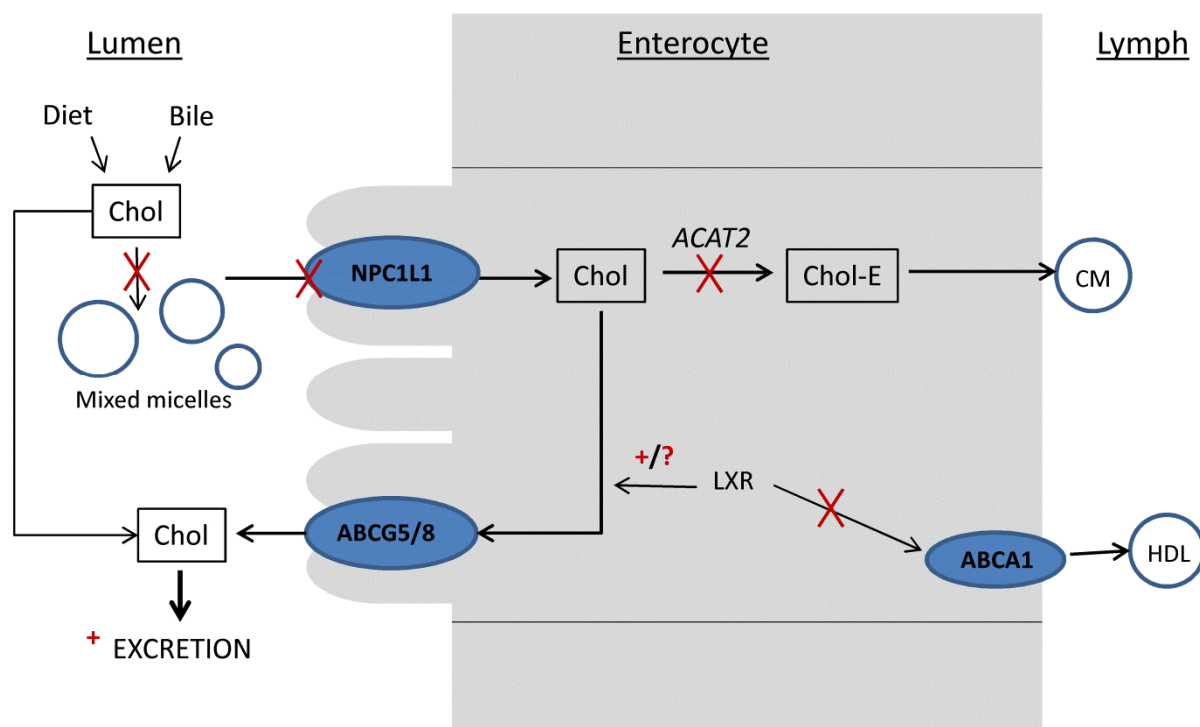 Lumen
Enterocyte
Lymph
Diet
Bile
Chol
Mixed micelles
NPC1L1
Chol
ACAT2
Chol-E
CM
+/?
LXR
Chol
ABCG5/8
ABCA1
HDL
+ EXCRETION